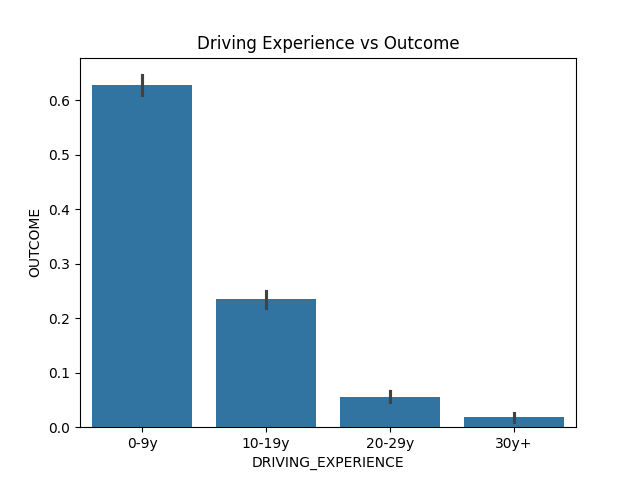 Driving Experience vs Outcome
0.6
0.5
0.4
0.3
0.2
0.1
0.0
OUTCOME
0-9y 10-19y 20-29y 30y+
DRIVING_EXPERIENCE